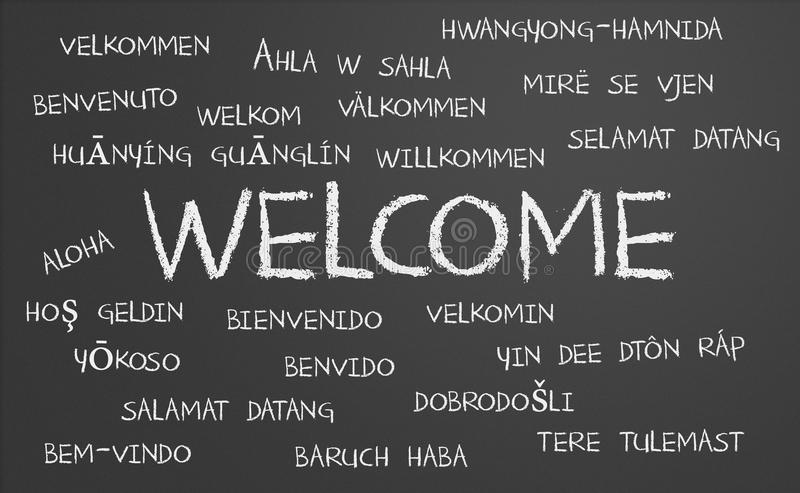 HWANGYONG-HAMNIDA
VELKOMMEN
AHLA W SAHLA
MIRË SE VJEN
BENVENUTO
WELKOM
VÄLKOMMEN
SELAMAT DATANG
HUĀNYÍNG GUĀNGLÍN
WILLKOMMEN
WELCOME
ALOHA
HOŞ GELDIN
BIENVENIDO
VELKOMIN
YŌKOSO
BENVIDO
YIN DEE DTÔN RÁP
SALAMAT DATANG
DOBRODOŠLI
BEM-VINDO
BARUCH HABA
TERE TULEMAST
dreamstime